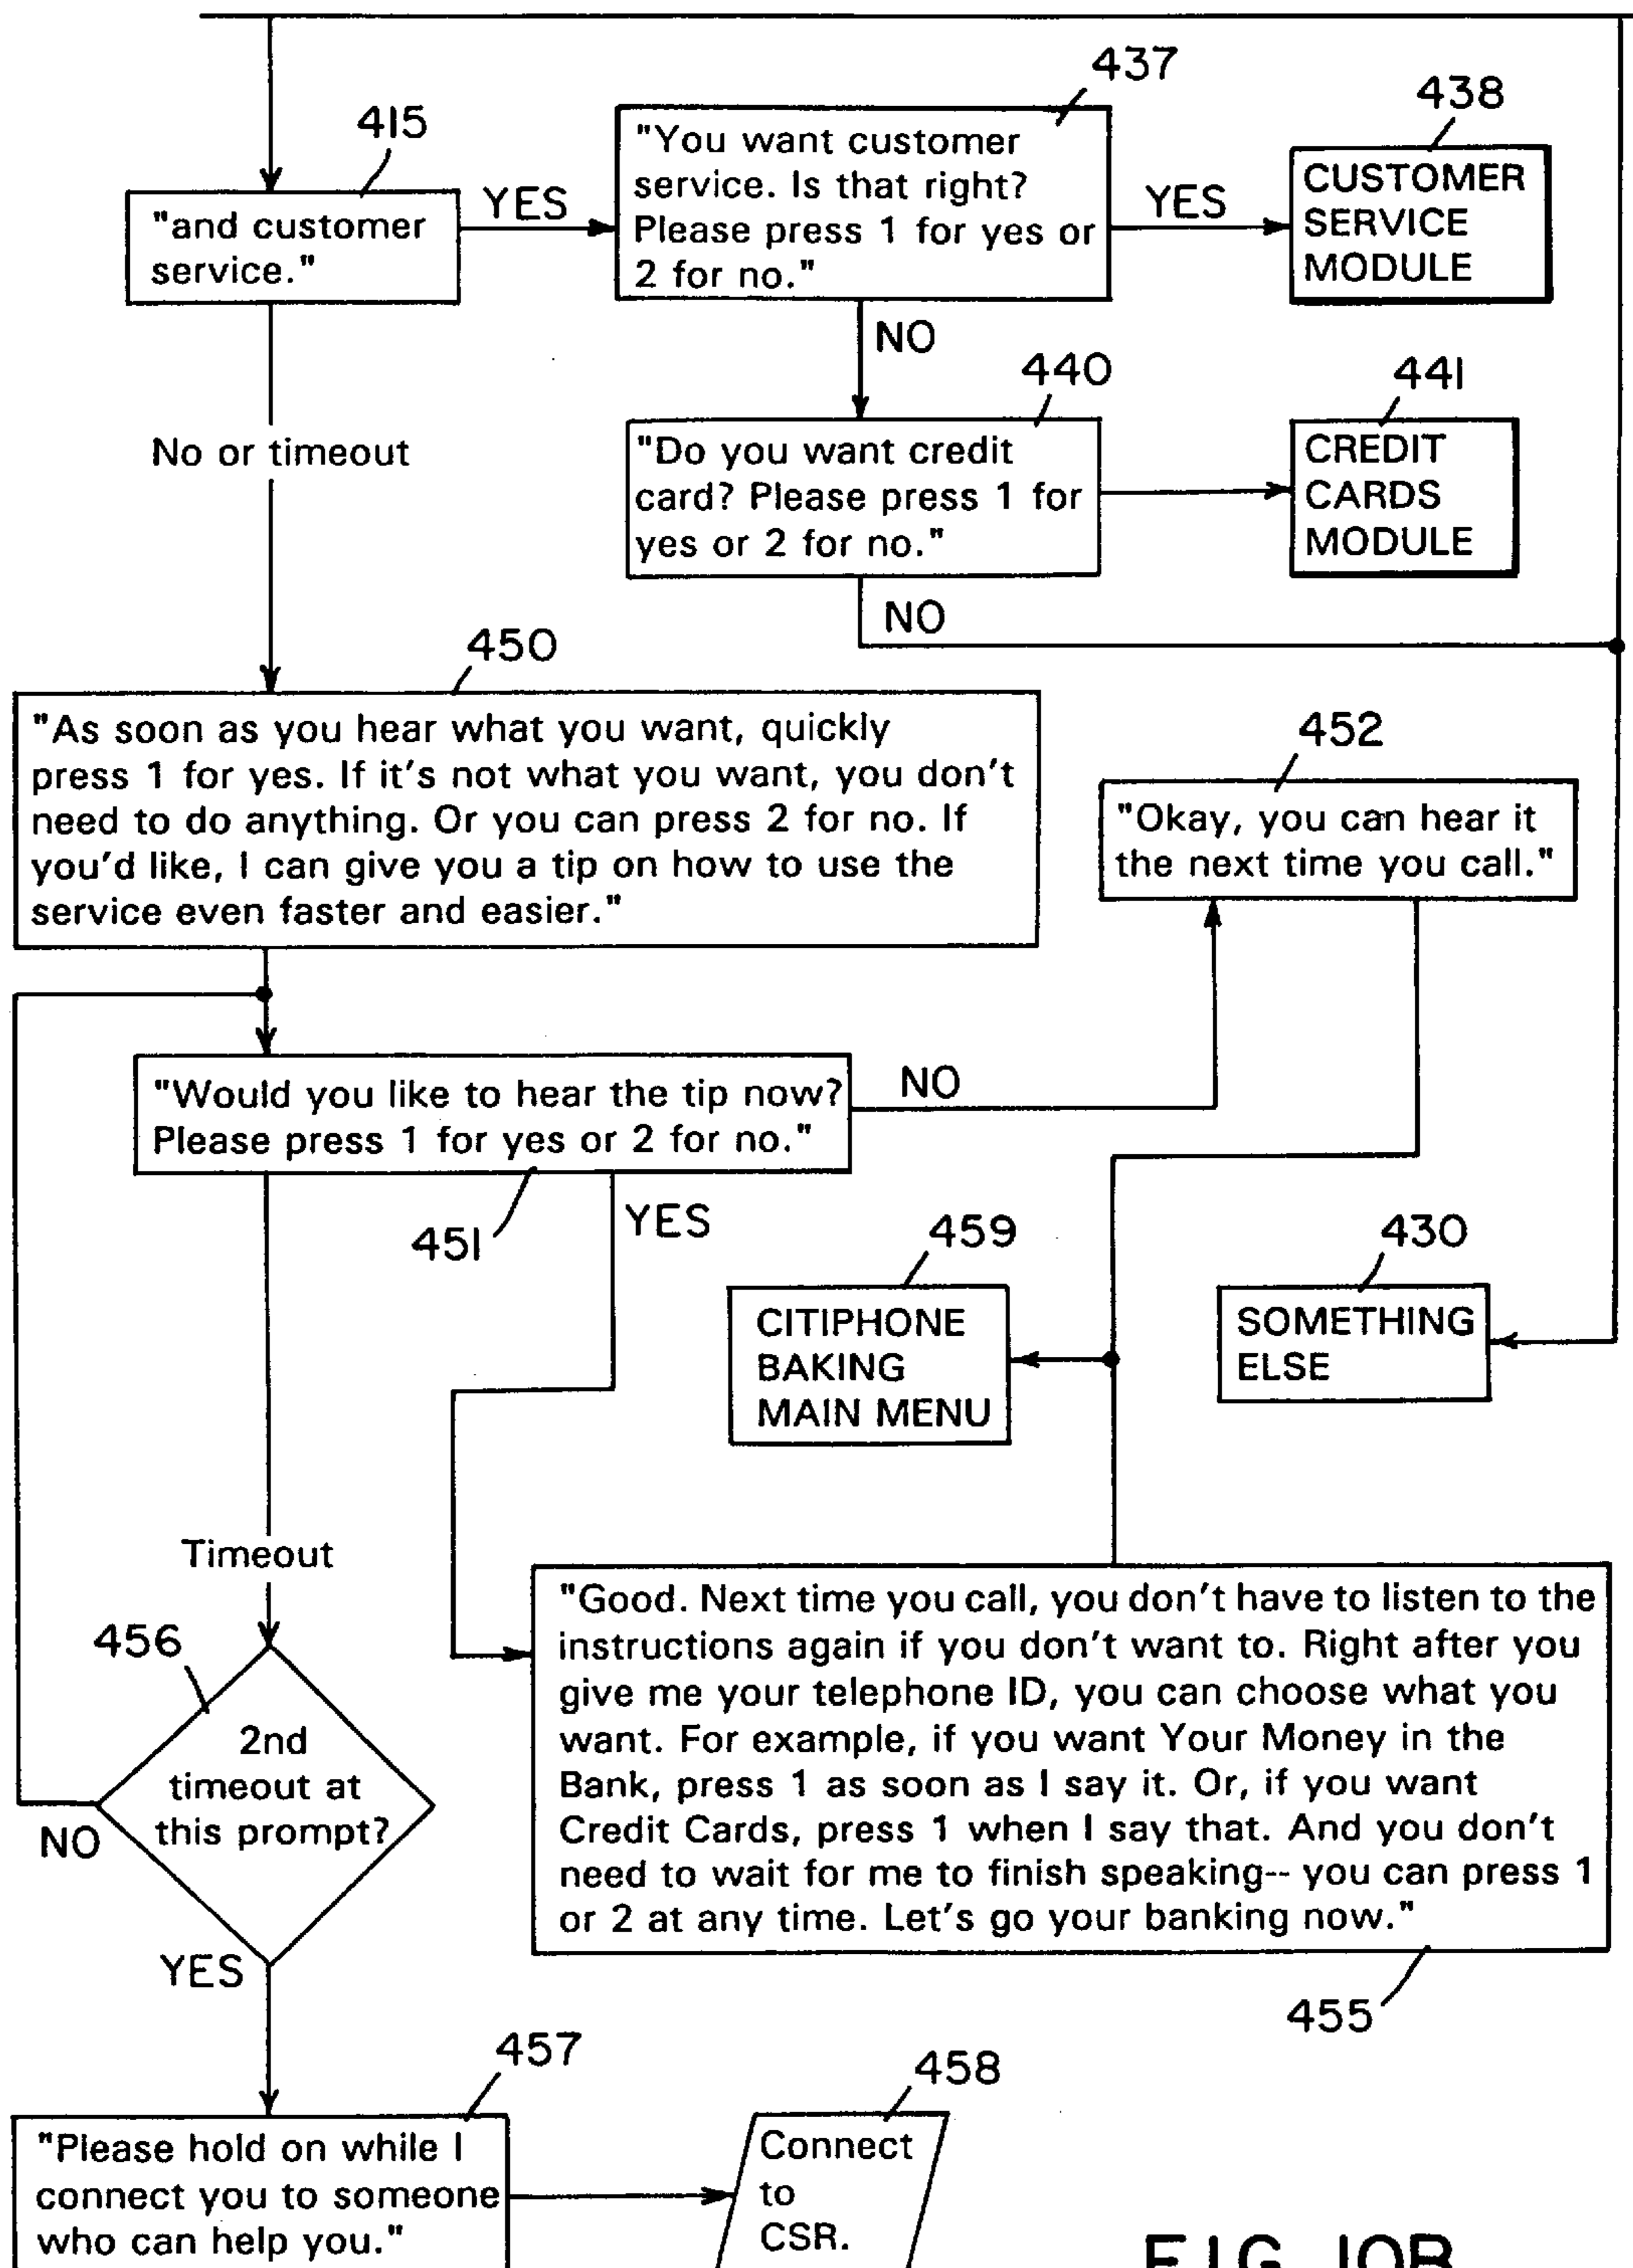 437
438
415
"You want customer
service. Is that right?
Please press 1 for yes or
2 for no."
CUSTOMER
SERVICE
MODULE
"and customer
service."
YES
YES
NO
440
441
No or timeout
"Do you want credit
card? Please press 1 for
yes or 2 for no."
CREDIT
CARDS
MODULE
NO
450
"As soon as you hear what you want, quickly
press 1 for yes. If it's not what you want, you don't
need to do anything. Or you can press 2 for no. If
you'd like, I can give you a tip on how to use the
service even faster and easier."
452
"Okay, you can hear it
the next time you call."
"Would you like to hear the tip now?
Please press 1 for yes or 2 for no."
NO
451
YES
459
430
CITIPHONE
BAKING
MAIN MENU
SOMETHING
ELSE
Timeout
456
2nd
timeout at
this prompt?
NO
YES
"Good. Next time you call, you don't have to listen to the
instructions again if you don't want to. Right after you
give me your telephone ID, you can choose what you
want. For example, if you want Your Money in the
Bank, press 1 as soon as I say it. Or, if you want
Credit Cards, press 1 when I say that. And you don't
need to wait for me to finish speaking-- you can press 1
or 2 at any time. Let's go your banking now."
455
457
458
"Please hold on while I
connect you to someone
who can help you."
Connect
to
CSR.
FIG. 10B